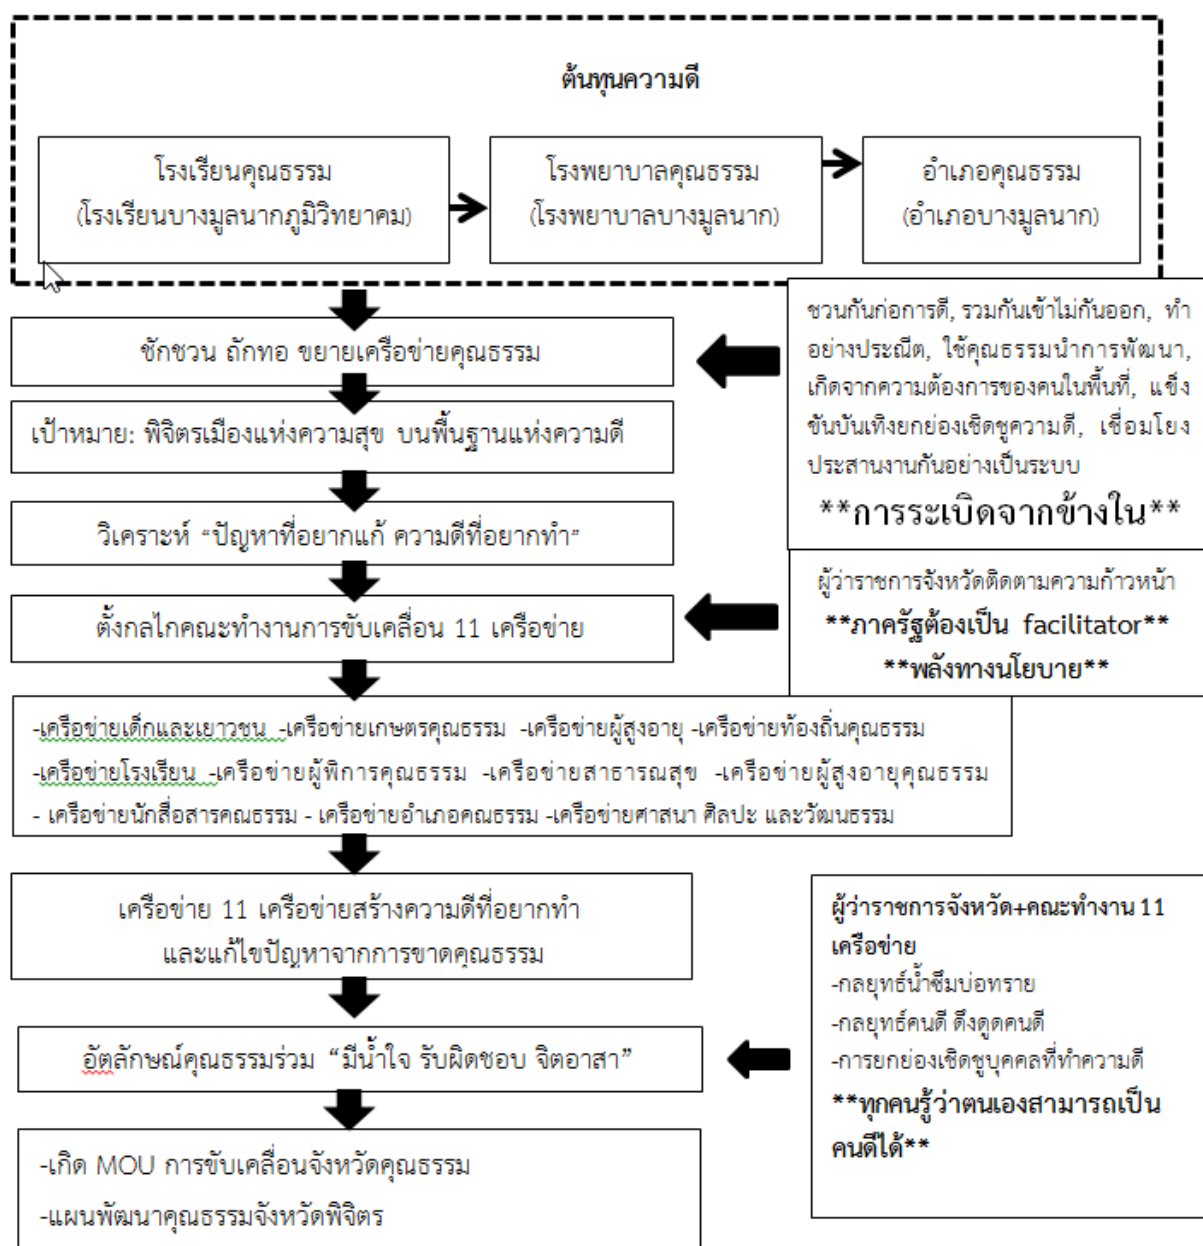 ต้นทุนความดี
โรงเรียนคุณธรรม
(โรงเรียนบางมูลนากภูมิวิทยาคม)
โรงพยาบาลคุณธรรม
(โรงพยาบาลบางมูลนาก)
อำเภอคุณธรรม
(อำเภอบางมูลนาก)
ชักชวน ถักทอ ขยายเครือข่ายคุณธรรม
ชวนกันก่อการดี, รวมกันเข้าไม่กันออก, ทำ
อย่างประณีต, ใช้คุณธรรมนำการพัฒนา,
เกิดจากความต้องการของคนในพื้นที่, แข็ง
ขันบันเทิงยกย่องเชิดชูความดี, เชื่อมโยง
ประสานงานกันอย่างเป็นระบบ
**การระเบิดจากข้างใน**
เป้าหมาย: พิจิตรเมืองแห่งความสุข บนพื้นฐานแห่งความดี
วิเคราะห์ “ปัญหาที่อยากแก้ ความดีที่อยากทำ”
ตั้งกลไกคณะทำงานการขับเคลื่อน 11 เครือข่าย
ผู้ว่าราชการจังหวัดติดตามความก้าวหน้า
**ภาครัฐต้องเป็น facilitator**
**พลังทางนโยบาย**
-เครือข่ายเด็กและเยาวชน -เครือข่ายเกษตรคุณธรรม -เครือข่ายผู้สูงอายุ -เครือข่ายท้องถิ่นคุณธรรม
-เครือข่ายโรงเรียน -เครือข่ายผู้พิการคุณธรรม -เครือข่ายสาธารณสุข -เครือข่ายผู้สูงอายุคุณธรรม
- เครือข่ายนักสื่อสารคุณธรรม - เครือข่ายอำเภอคุณธรรม -เครือข่ายศาสนา ศิลปะ และวัฒนธรรม
เครือข่าย 11 เครือข่ายสร้างความดีที่อยากทำ
และแก้ไขปัญหาจากการขาดคุณธรรม
อัตลักษณ์คุณธรรมร่วม “มีน้ำใจ รับผิดชอบ จิตอาสา”
ผู้ว่าราชการจังหวัด+คณะทำงาน 11
เครือข่าย
-กลยุทธ์น้ำซึมบ่อทราย
-กลยุทธ์คนดี ดึงดูดคนดี
-การยกย่องเชิดชูบุคคลที่ทำความดี
**ทุกคนรู้ว่าตนเองสามารถเป็น
คนดีได้**
-เกิด MOU การขับเคลื่อนจังหวัดคุณธรรม
-แผนพัฒนาคุณธรรมจังหวัดพิจิตร